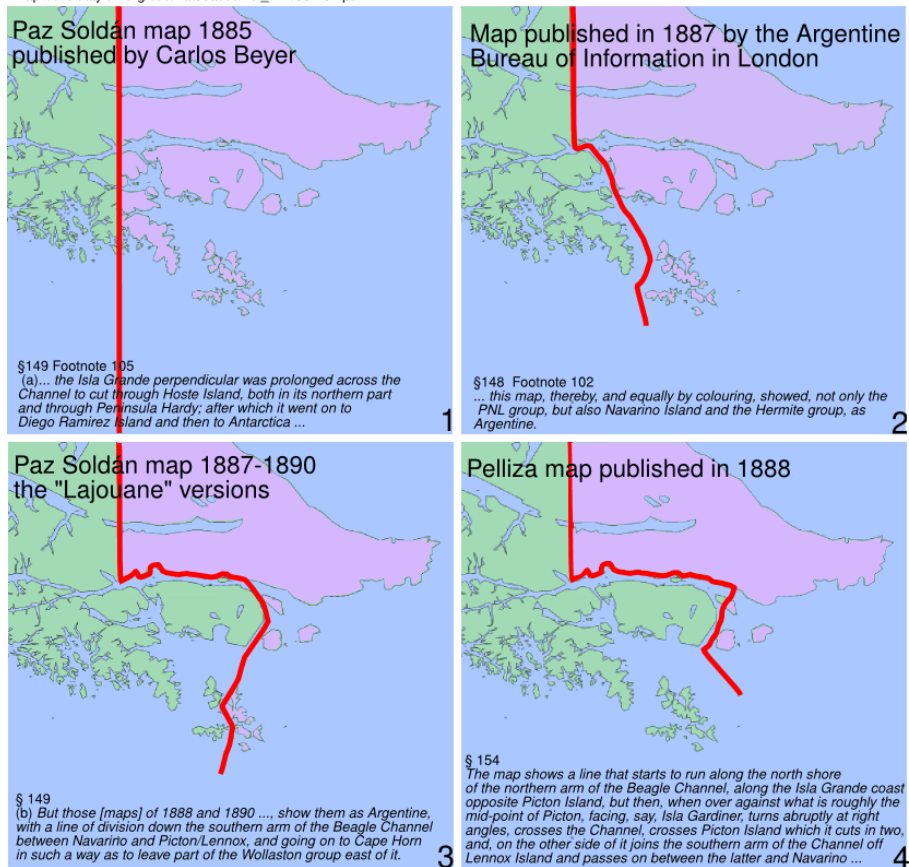 Paz Soldán map 1885
published by Carlos Beyer
§149 Footnote 105
(a)... the Isla Grande perpendicular was prolonged across the
Channel to cut through Hoste Island, both in its northern part
and through Peninsula Hardy; after which it went on to
Diego Ramirez Island and then to Antarctica ...
1
Map published in 1887 by the Argentine
Bureau of Information in London
§148 Footnote 102
... this map, thereby, and equally by colouring, showed, not only the
PNL group, but also Navarino Island and the Hermite group, as
Argentine.
2
Paz Soldán map 1887-1890
the "Lajouane" versions
§ 149
(b) But those [maps] of 1888 and 1890 ..., show them as Argentine,
with a line of division down the southern arm of the Beagle Channel
between Navarino and Picton/Lennox, and going on to Cape Horn
in such a way as to leave part of the Wollaston group east of it.
3
Pelliza map published in 1888
§ 154
The map shows a line that starts to run along the north shore
of the northern arm of the Beagle Channel, along the Isla Grande coast
opposite Picton Island, but then, when over against what is roughly the
mid-point of Picton, facing, say, Isla Gardiner, turns abruptly at right
angles, crosses the Channel, crosses Picton Island which it cuts in two,
and, on the other side of it joins the southern arm of the Channel off
Lennox Island and passes on between the latter and Navarino ...
4